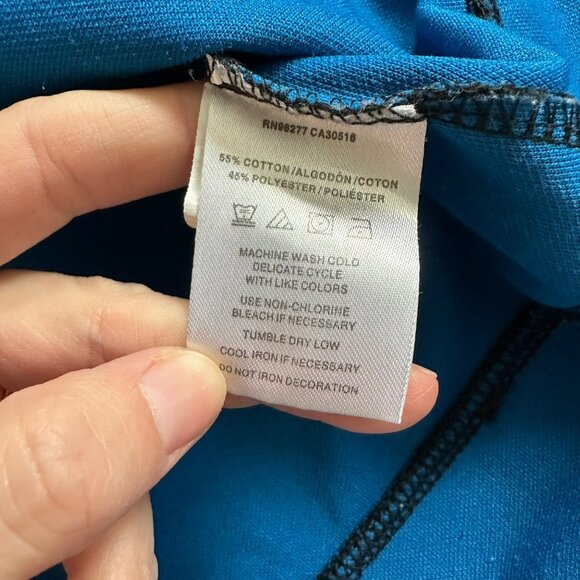 RN96277 CA30516
55% COTTON/ALGODÓN/COTON
45% POLYESTER/POLIÉSTER
MACHINE WASH COLD
DELICATE CYCLE
WITH LIKE COLORS
USE NON-CHLORINE
BLEACH IF NECESSARY
TUMBLE DRY LOW
COOL IRON IF NECESSARY
DO NOT IRON DECORATION